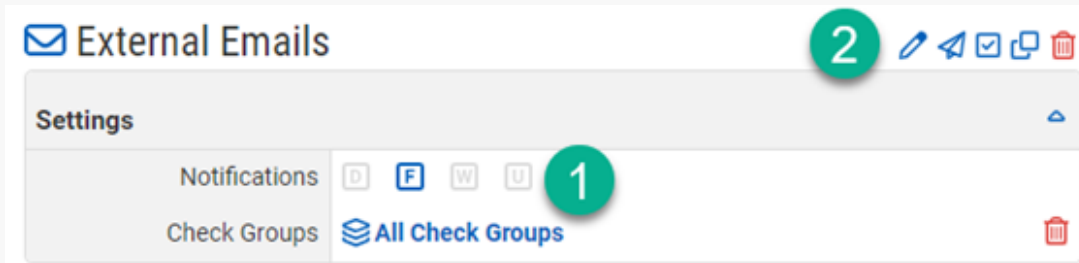 External Emails 2
Settings
Notifications D F W U 1
Check Groups All Check Groups